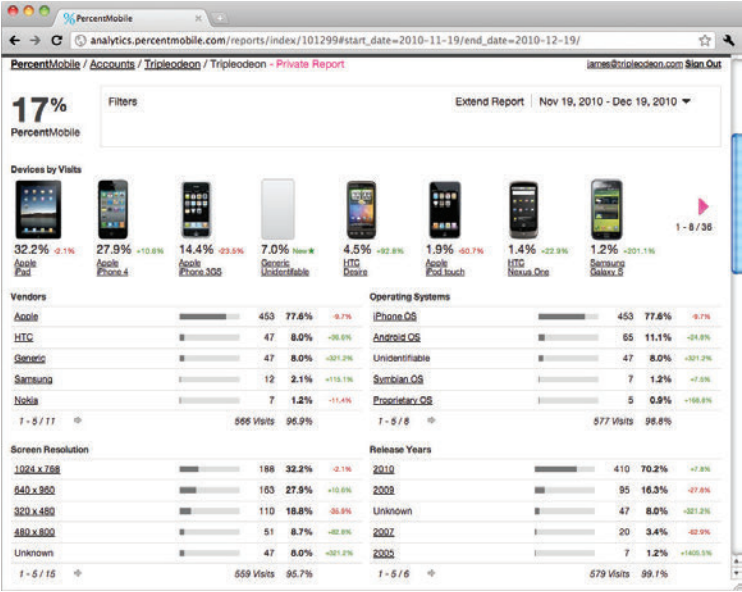 PercentMobile
analytics.percentmobile.com/reports/index/101299#start_date=2010-11-19/end_date=2010-12-19/
PercentMobile / Accounts / Tripleodeon / Tripleodeon - Private Report
james@tripleodeon.com Sign Out
17%
PercentMobile
Filters
Extend Report | Nov 19, 2010 - Dec 19, 2010
Devices by Visits
32.2% -2.1%
Apple
iPad
27.9% +10.6%
Apple
iPhone 4
14.4% -23.5%
Apple
iPhone 3GS
7.0% New
Generic
Unidentifiable
4.5% +92.8%
HTC
Desire
1.9% -50.7%
Apple
iPod touch
1.4% +22.9%
HTC
Nexus One
1.2% +201.1%
Samsung
Galaxy S
1 - 8 / 36
Vendors
Apple 453 77.6% -9.7%
HTC 47 8.0%
Generic 47 8.0% +321.2%
Samsung 12 2.1% +115.1%
Nokia 7 1.2% -11.4%
1 - 5 / 11 566 Visits 96.9%
Operating Systems
iPhone OS 453 77.6% -9.7%
Android OS 65 11.1% +24.8%
Unidentifiable 47 8.0% +321.2%
Symbian OS 7 1.2%
Proprietary OS 5 0.9%
1 - 5 / 8 577 Visits 98.8%
Screen Resolution
1024 x 768 188 32.2% -2.1%
640 x 960 163 27.9% +10.6%
320 x 480 110 18.8% -35.9%
480 x 800 51 8.7% +82.8%
Unknown 47 8.0% +321.2%
1 - 5 / 15 559 Visits 95.7%
Release Years
2010 410 70.2% +7.8%
2009 95 16.3% -27.8%
Unknown 47 8.0% +321.2%
2007 20 3.4% -62.9%
2005 7 1.2% +1405.5%
1 - 5 / 6 579 Visits 99.1%